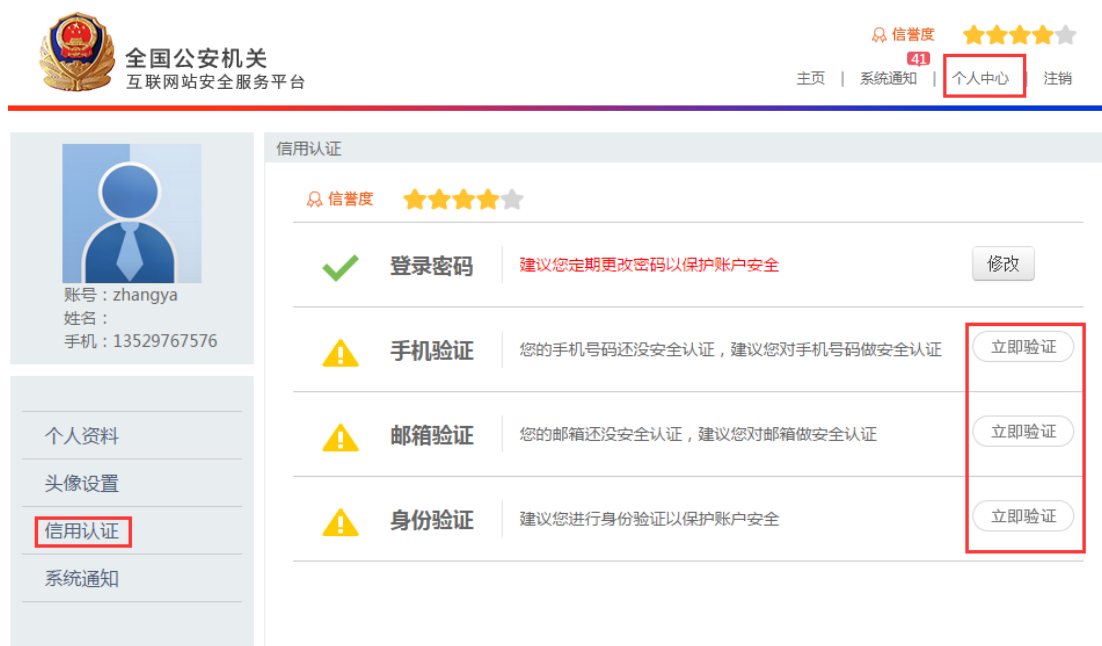 全国公安机关
互联网站安全服务平台
信誉度
41
主页 | 系统通知 | 个人中心 | 注销
账号：zhangya
姓名：
手机：13529767576
个人资料
头像设置
信用认证
系统通知
信用认证
信誉度
登录密码 建议您定期更改密码以保护账户安全 修改
手机验证 您的手机号码还没安全认证，建议您对手机号码做安全认证 立即验证
邮箱验证 您的邮箱还没安全认证，建议您对邮箱做安全认证 立即验证
身份验证 建议您进行身份验证以保护账户安全 立即验证